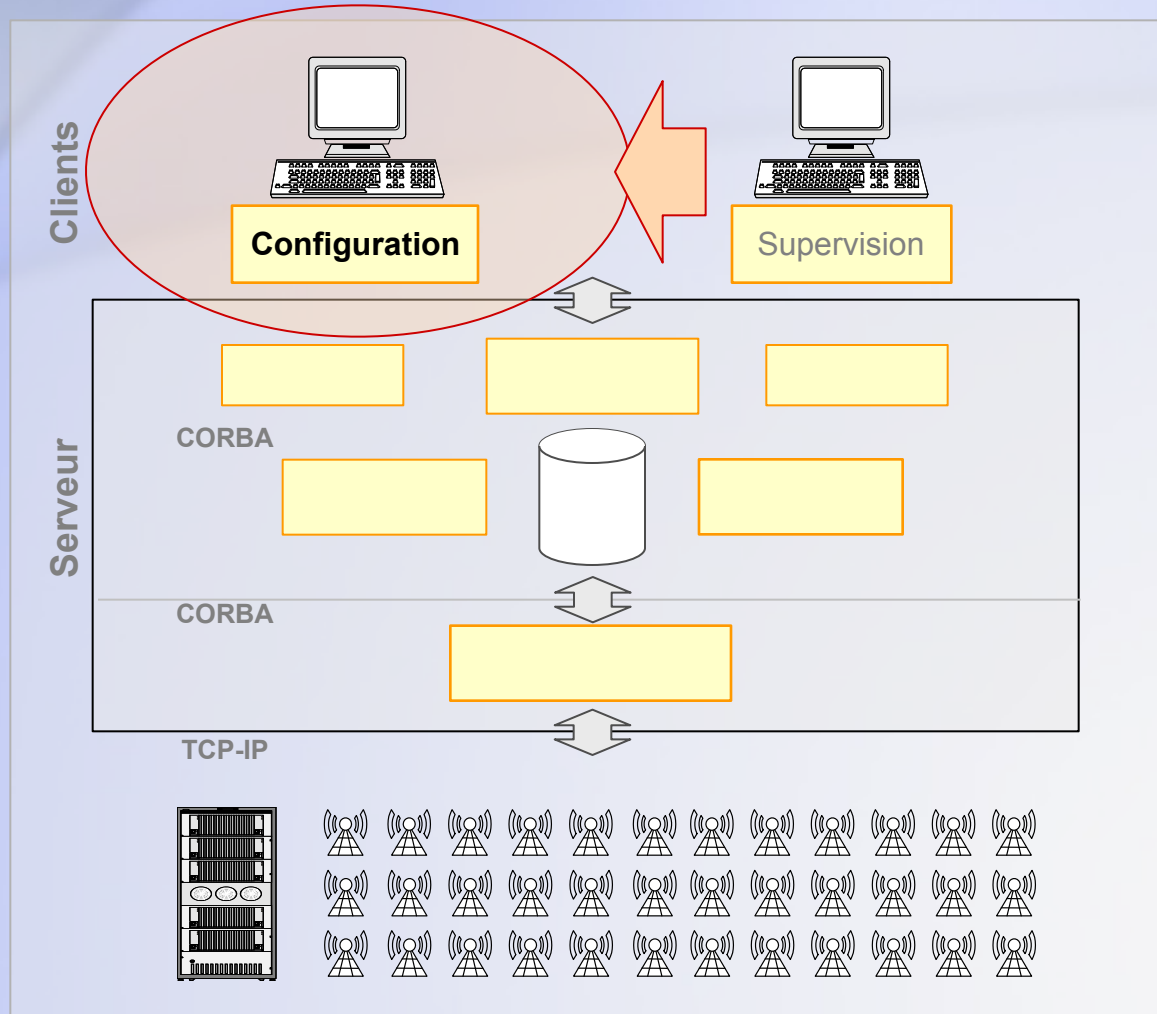 Clients
Configuration
Supervision
Serveur
CORBA
CORBA
TCP-IP